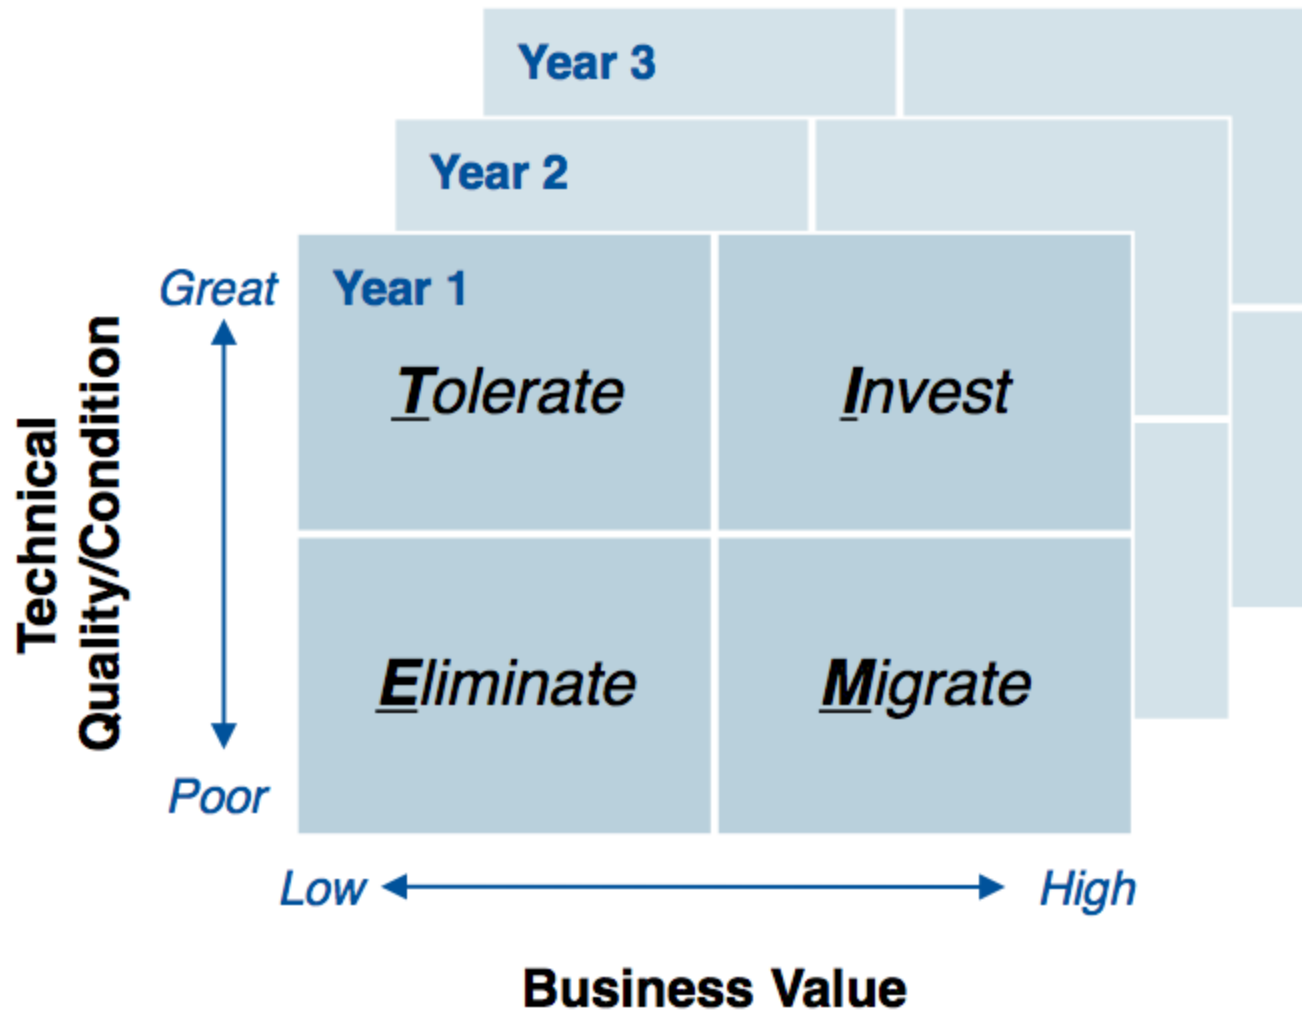 Year 3
Year 2
Great
Year 1
Tolerate
Invest
Technical
Quality/Condition
Eliminate
Migrate
Poor
Low
High
Business Value